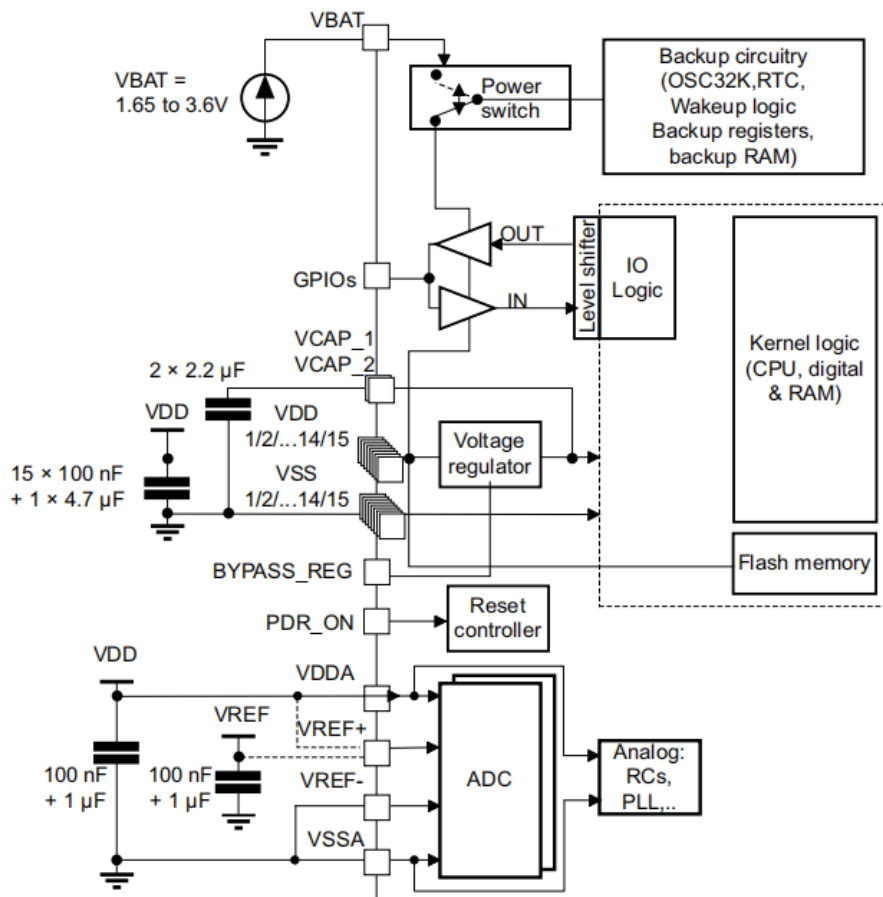 VBAT
VBAT =
1.65 to 3.6V
Power
switch
Backup circuitry
(OSC32K,RTC,
Wakeup logic
Backup registers,
backup RAM)
OUT
GPIOs
IN
Level shifter
IO
Logic
Kernel logic
(CPU, digital
& RAM)
VCAP_1
VCAP_2
2 × 2.2 µF
VDD
VDD
1/2/...14/15
Voltage
regulator
15 × 100 nF
+ 1 × 4.7 µF
VSS
1/2/...14/15
Flash memory
BYPASS_REG
PDR_ON
Reset
controller
VDD
VDDA
VREF
VREF+
100 nF
+ 1 µF
100 nF
+ 1 µF
VREF-
ADC
Analog:
RCs,
PLL,..
VSSA